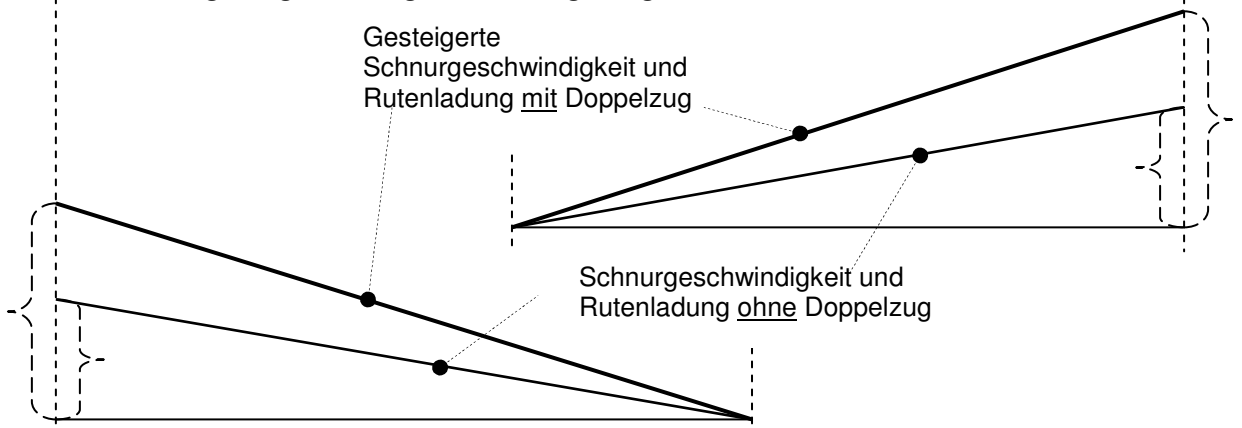 Gesteigerte
Schnurgeschwindigkeit und
Rutenladung mit Doppelzug
Schnurgeschwindigkeit und
Rutenladung ohne Doppelzug